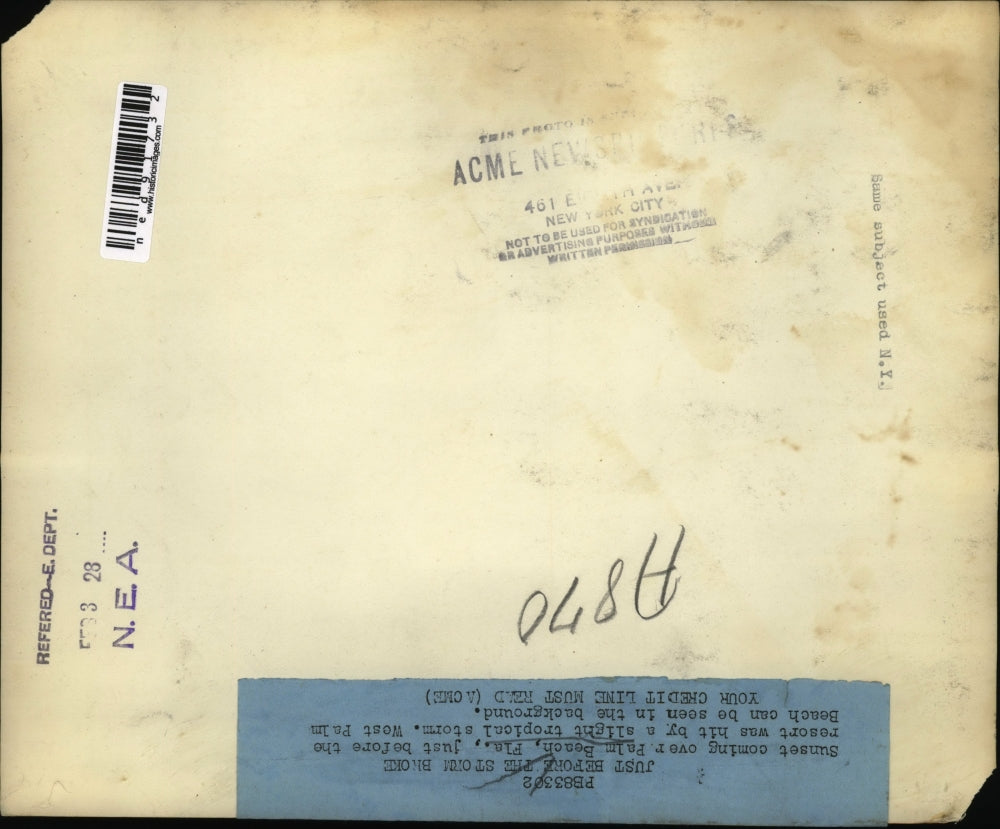 THIS PHOTO IS
ACME
461 AVE.
NEW YORK CITY
NOT TO BE USED FOR SYNDICATION
OR ADVERTISING PURPOSES WITHOUT
WRITTEN PERMISSION
Same subject used N.Y.
www.historicimages.com
REFERED-E. DEPT.
28
N. E. A.
A870
PB83302
JUST BEFORE THE STORM BROKE
Sunset coming over Palm Beach, Fla., just before the
resort was hit by a slight tropical storm. West Palm
Beach can be seen in the background.
YOUR CREDIT LINE MUST READ (ACME)